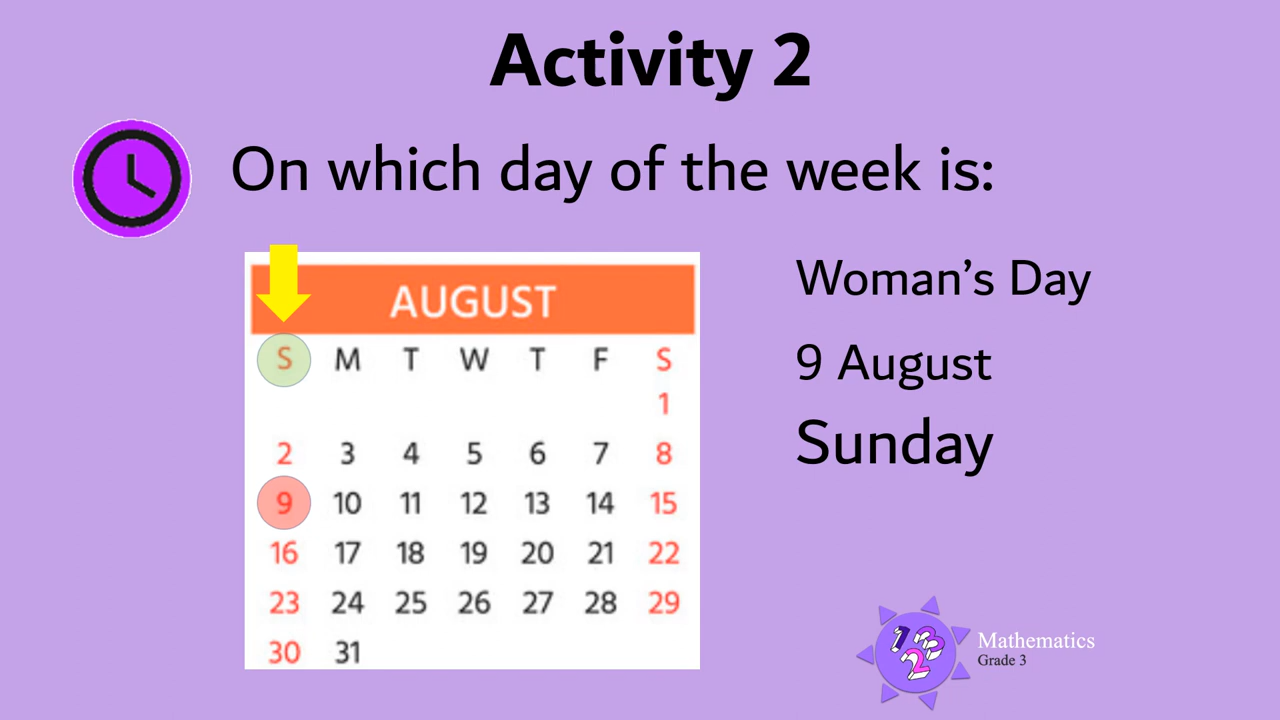 Activity 2
On which day of the week is:
AUGUST
S M T W T F S
1
2 3 4 5 6 7 8
9 10 11 12 13 14 15
16 17 18 19 20 21 22
23 24 25 26 27 28 29
30 31
Woman’s Day
9 August
Sunday
123
Mathematics
Grade 3